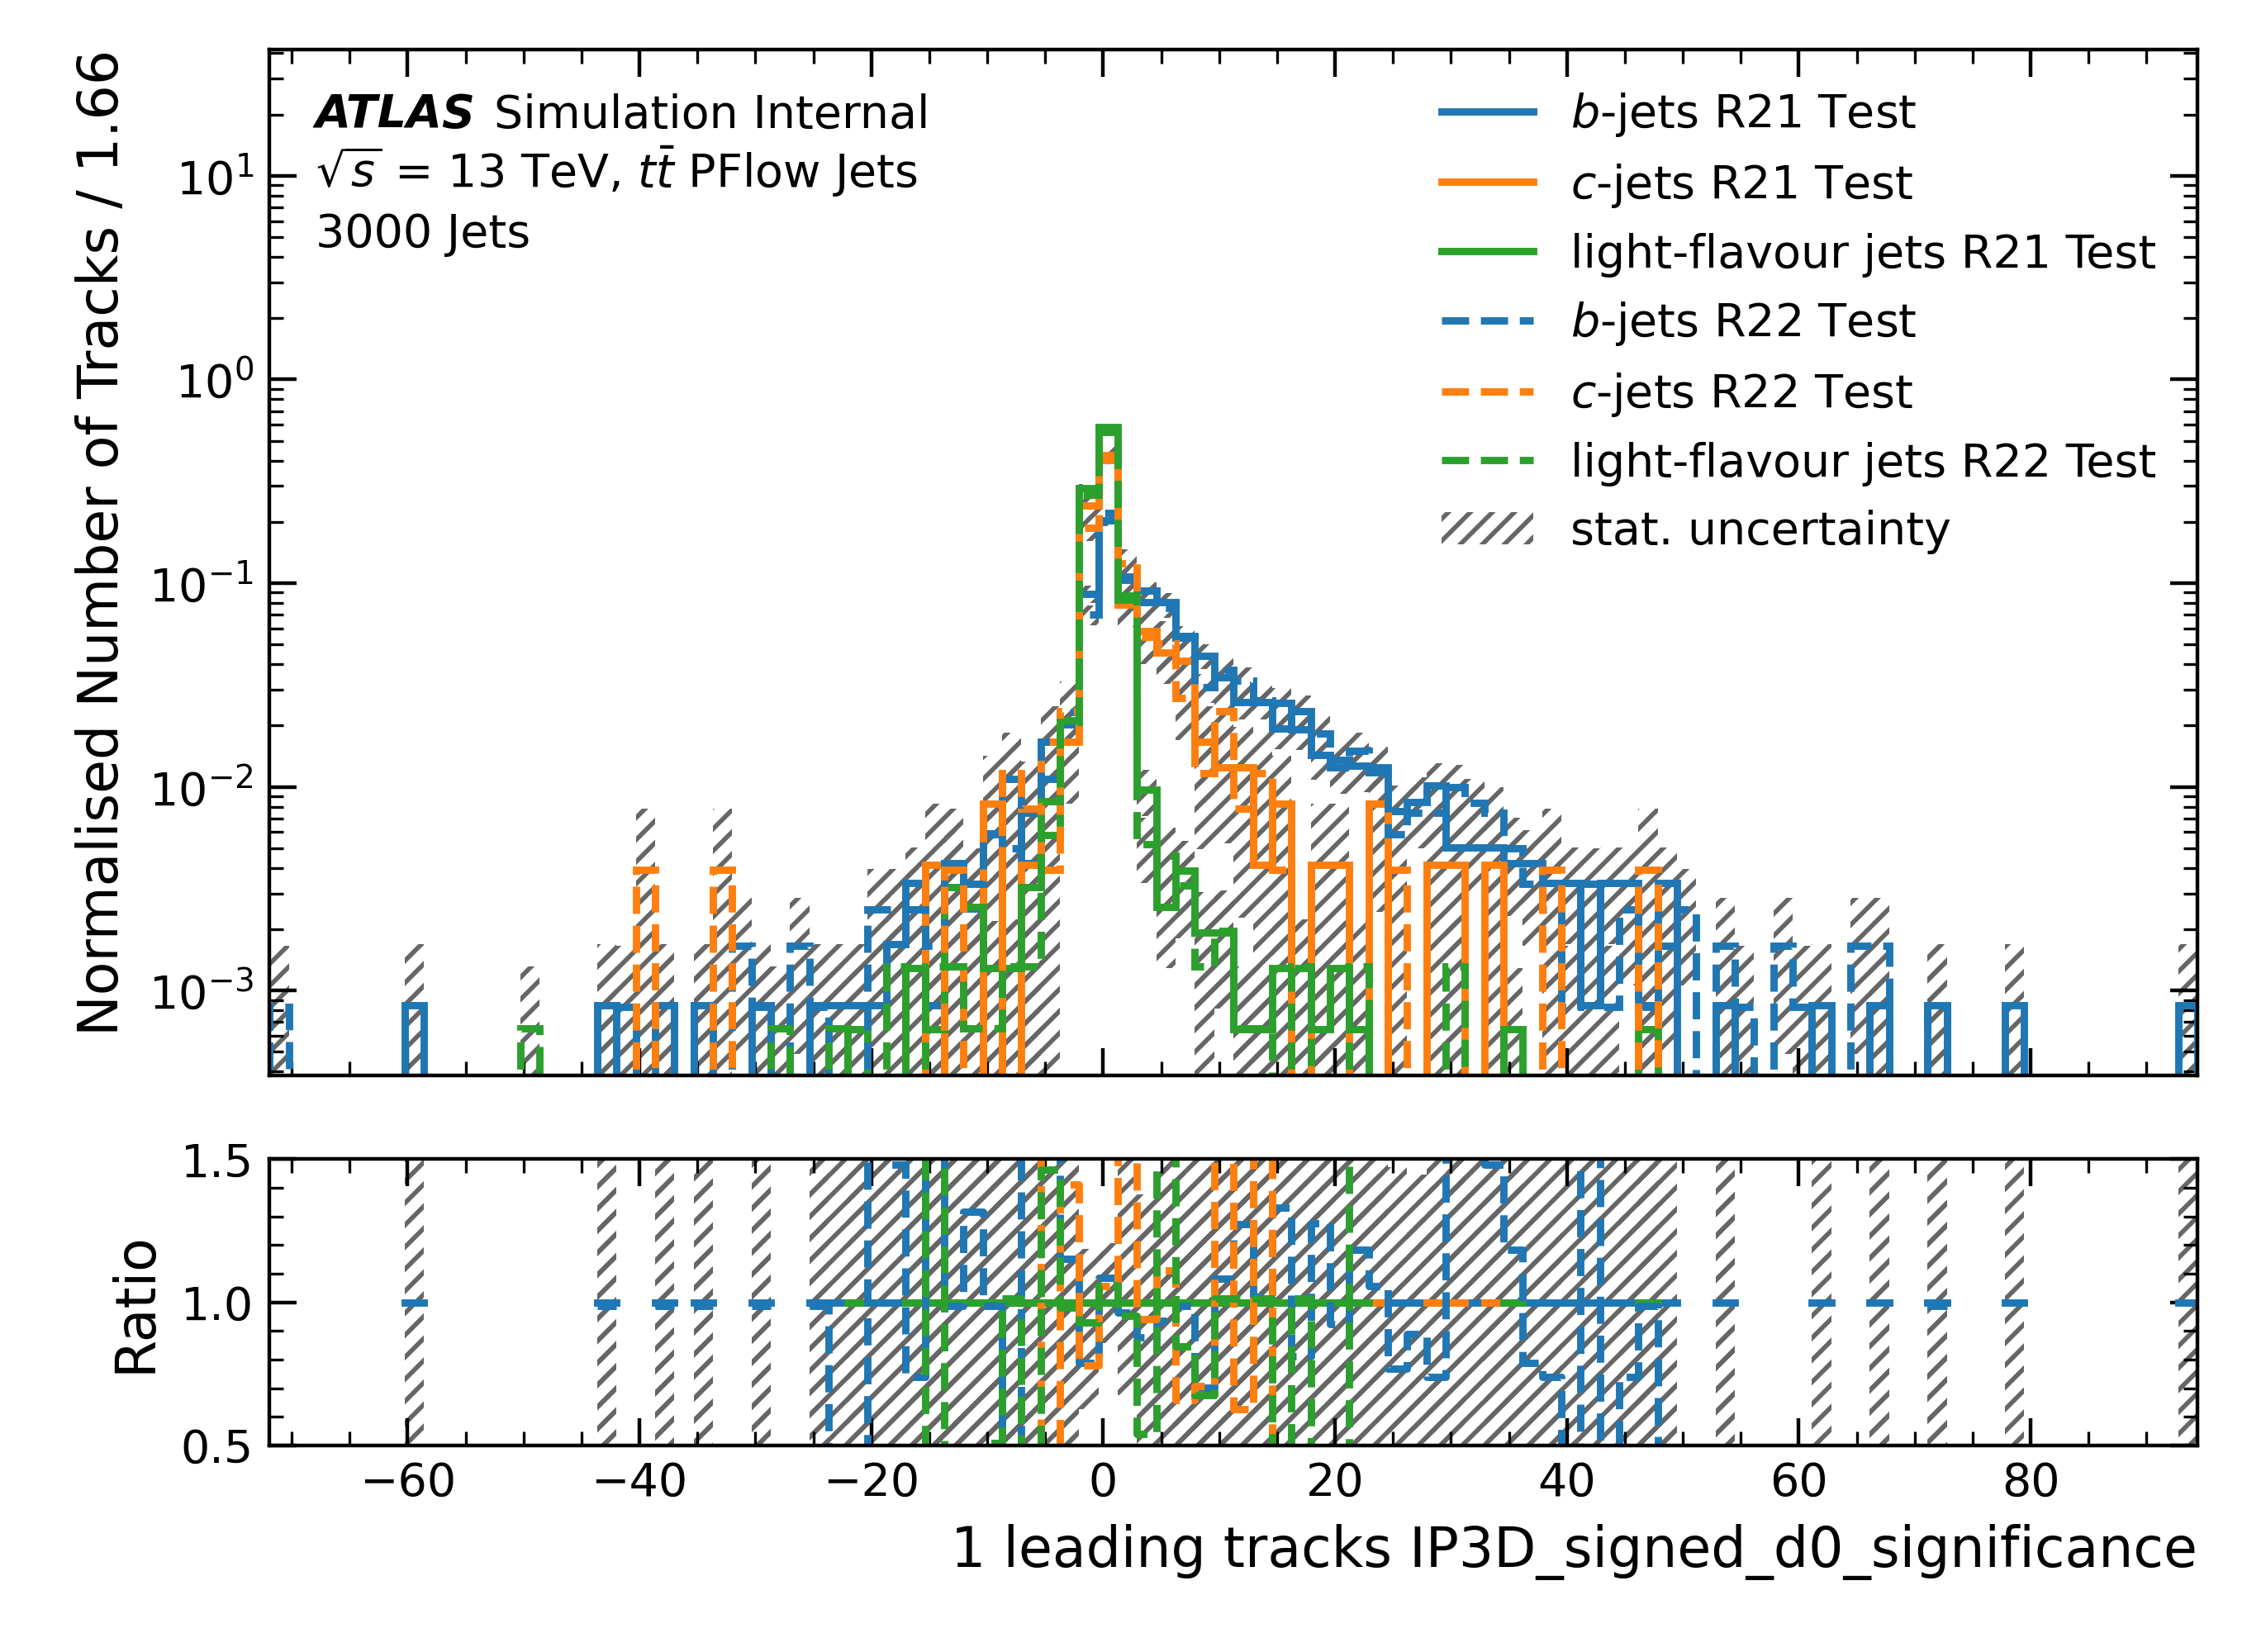 Normalised Number of Tracks / 1.66
10¹
10⁰
10⁻¹
10⁻²
10⁻³
ATLAS Simulation Internal
√s = 13 TeV, tt̄ PFlow Jets
3000 Jets
b-jets R21 Test
c-jets R21 Test
light-flavour jets R21 Test
b-jets R22 Test
c-jets R22 Test
light-flavour jets R22 Test
stat. uncertainty
Ratio
1.5
1.0
0.5
−60 −40 −20 0 20 40 60 80
1 leading tracks IP3D_signed_d0_significance